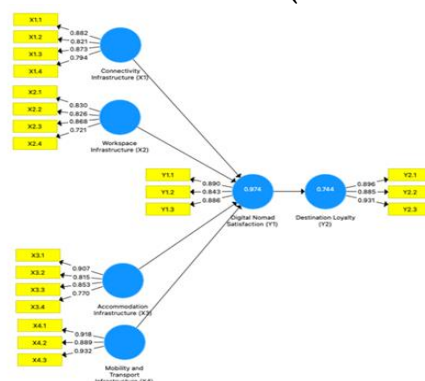 X1.1
0.882
X1.2
0.821
X1.3
0.873
X1.4
0.794
Connectivity
Infrastructure (X1)
X2.1
0.830
X2.2
0.826
X2.3
0.868
X2.4
0.721
Workspace
Infrastructure (X2)
Y1.1
0.890
Y1.2
0.843
Y1.3
0.886
0.974
Digital Nomad
Satisfaction (Y1)
0.744
Destination Loyalty
(Y2)
0.896
Y2.1
0.885
Y2.2
0.931
Y2.3
X3.1
0.907
X3.2
0.815
X3.3
0.853
X3.4
0.770
Accommodation
Infrastructure (X3)
X4.1
0.918
X4.2
0.889
X4.3
0.932
Mobility and
Transport